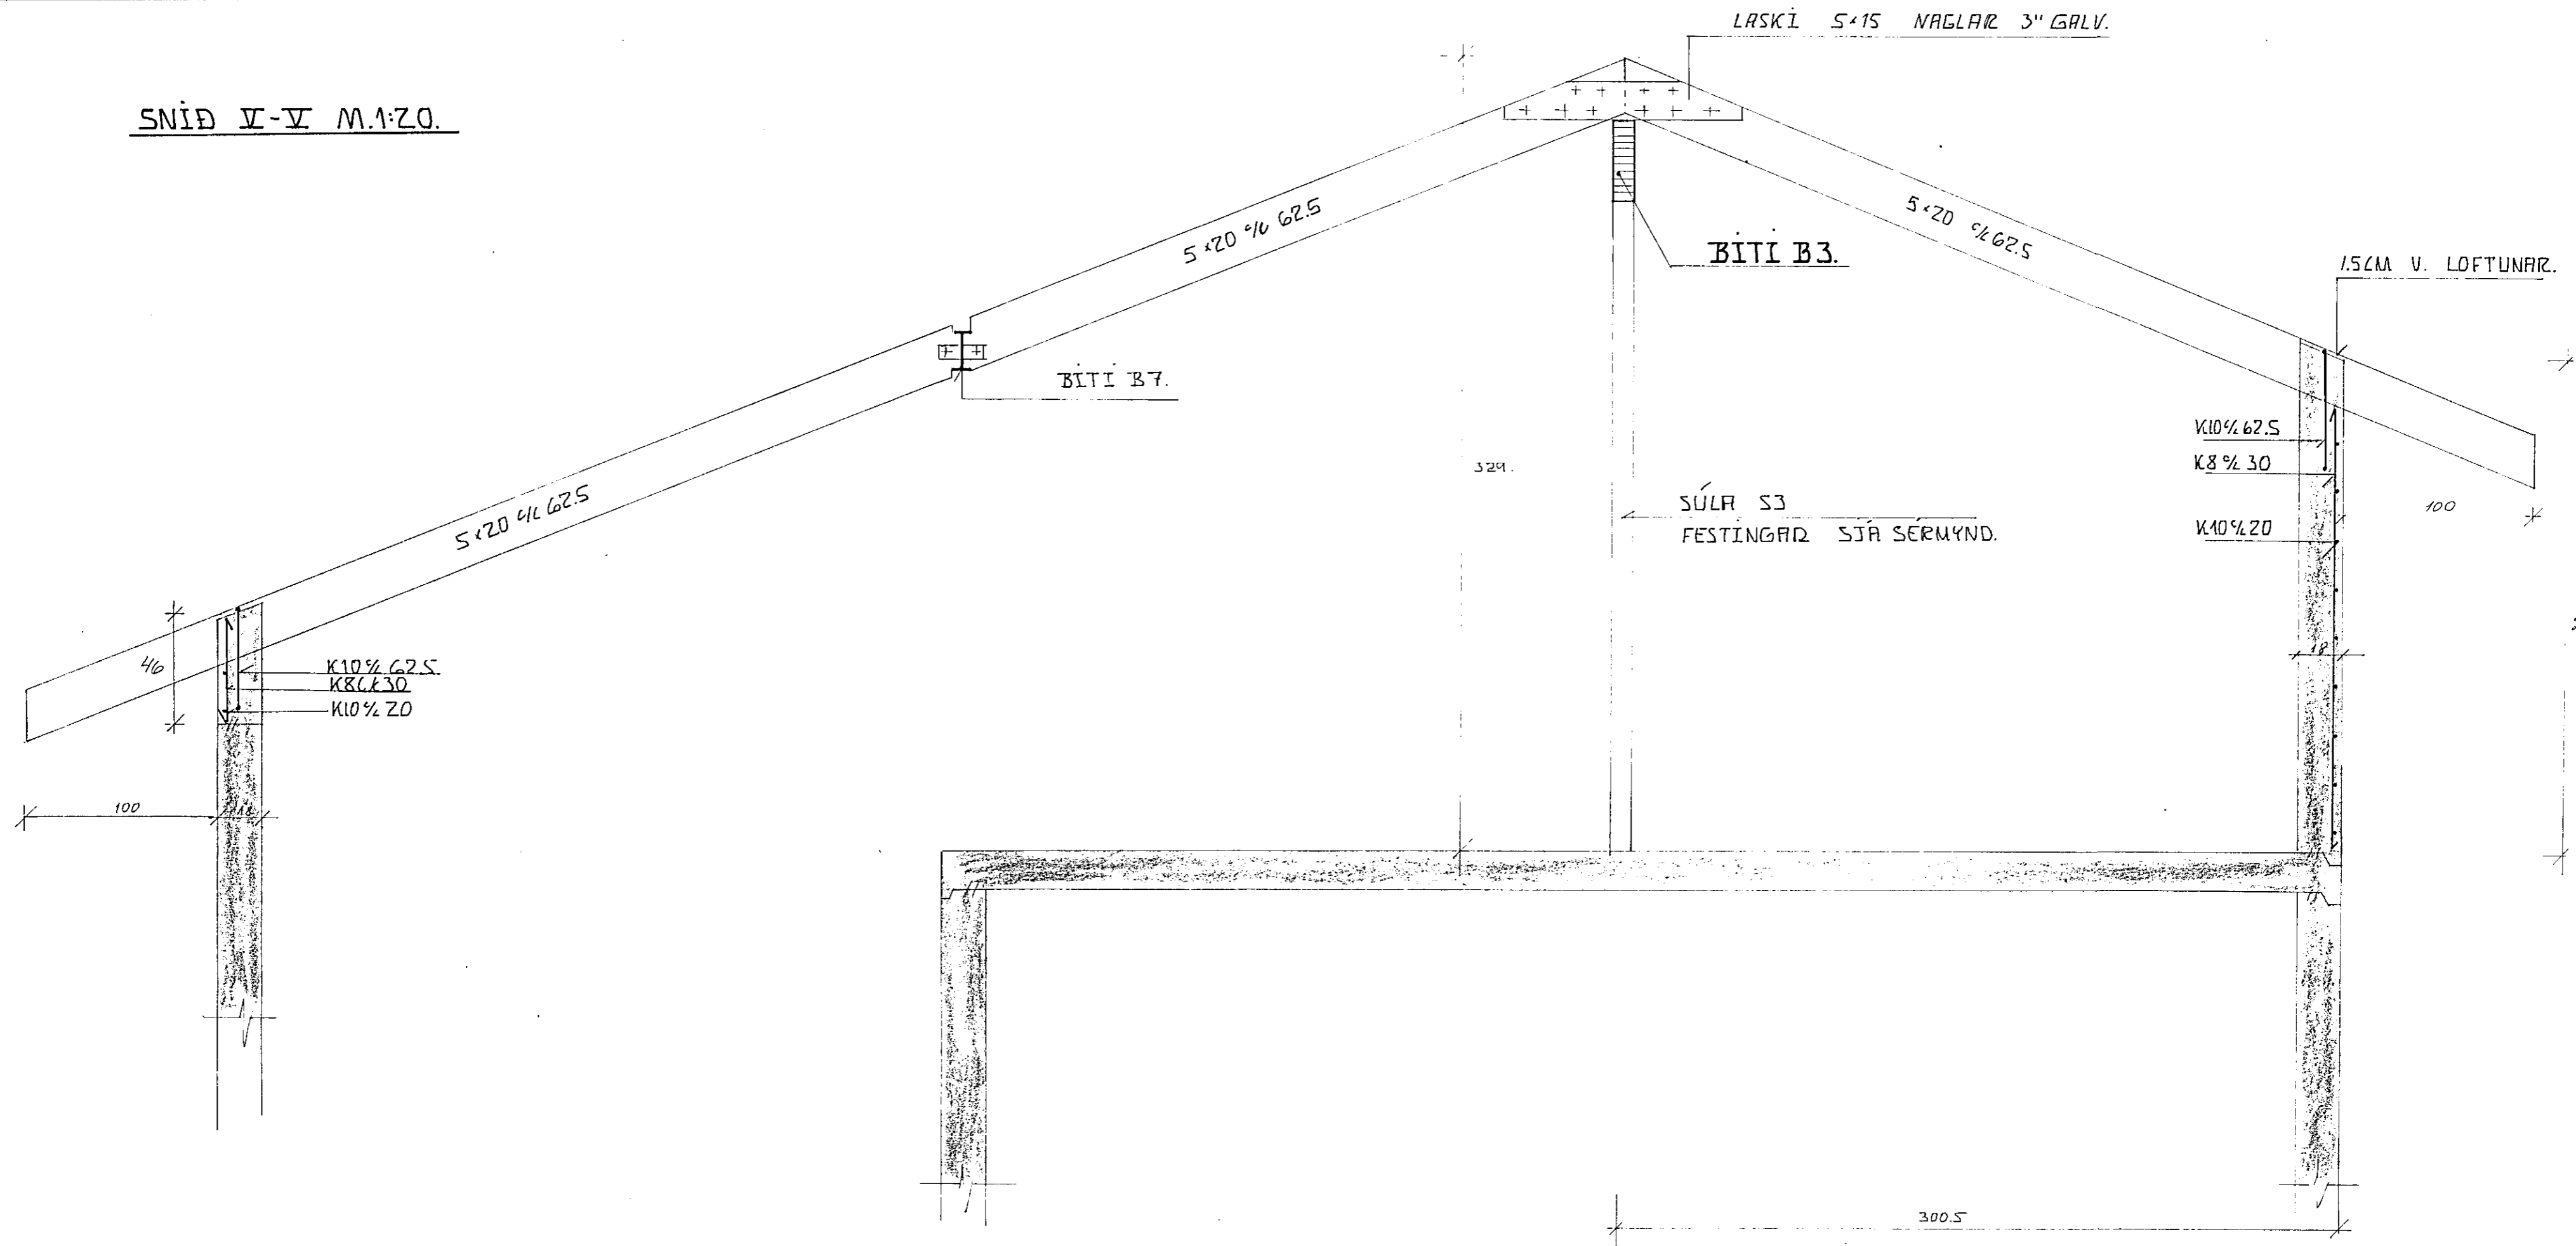 LASKI 5×15 NAGLAR 3" GALV.
SNIÐ V-V M.1:20.
5×20 c/c 62.5
5×20 c/c 62.5
BITI B3.
1.5CM V. LOFTUNAR.
BITI B7.
K10 c/c 62.5
K8 c/c 30
329.
5×20 c/c 62.5
SÚLA S3
FESTINGAR SJÁ SÉRMYND.
100
K10 c/c 20
46
K10 c/c 62.5
K8 c/c 30
K10 c/c 20
18
100
18
300.5